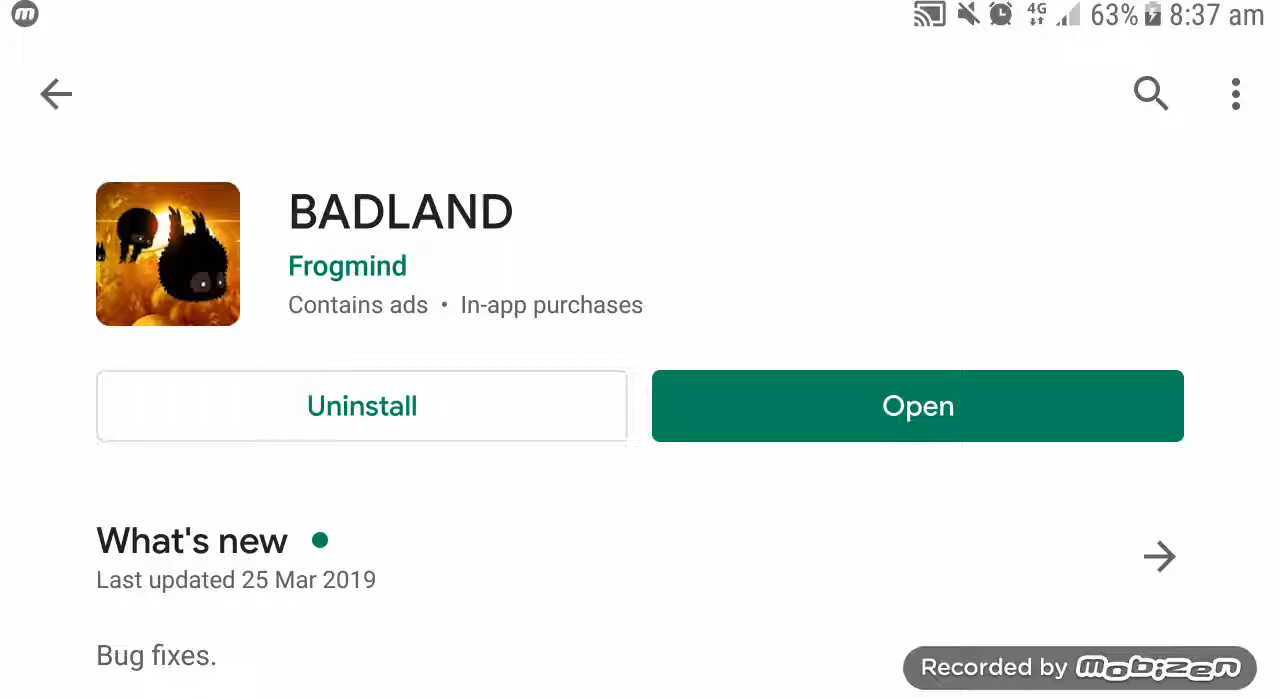 m
4G 63% 8:37 am
BADLAND
Frogmind
Contains ads • In-app purchases
Uninstall
Open
What's new
Last updated 25 Mar 2019
Bug fixes.
Recorded by mobizen